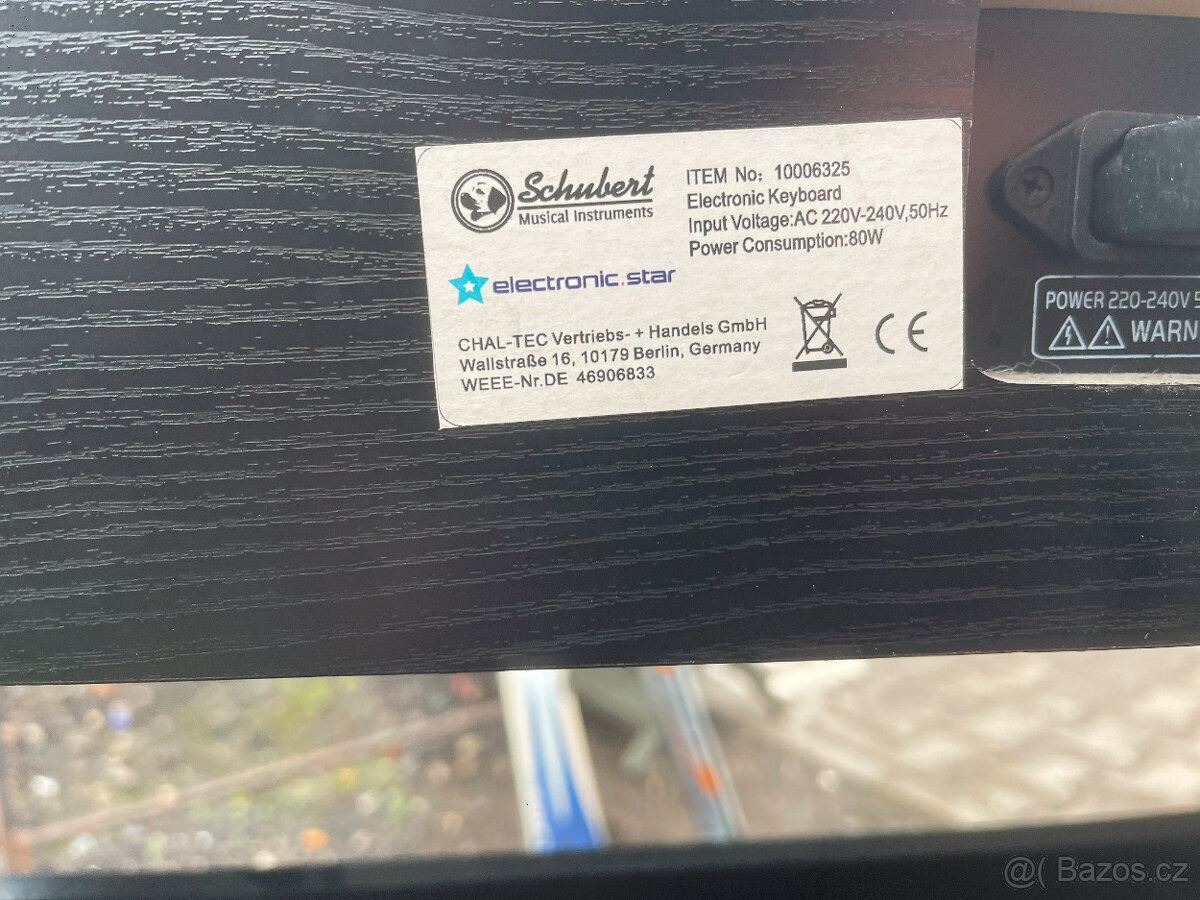 Schubert
Musical Instruments
ITEM No: 10006325
Electronic Keyboard
Input Voltage:AC 220V-240V,50Hz
Power Consumption:80W
electronic.star
CHAL-TEC Vertriebs- + Handels GmbH
Wallstraße 16, 10179 Berlin, Germany
WEEE-Nr.DE 46906833
CE
POWER 220-240V
@( Bazos.cz